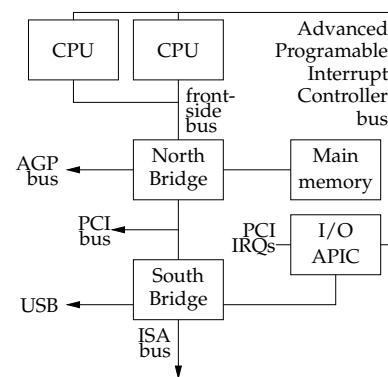 CPU
CPU
Advanced
Programable
Interrupt
Controller
bus
front-
side
bus
AGP
bus
North
Bridge
Main
memory
PCI
bus
PCI
IRQs
I/O
APIC
USB
South
Bridge
ISA
bus